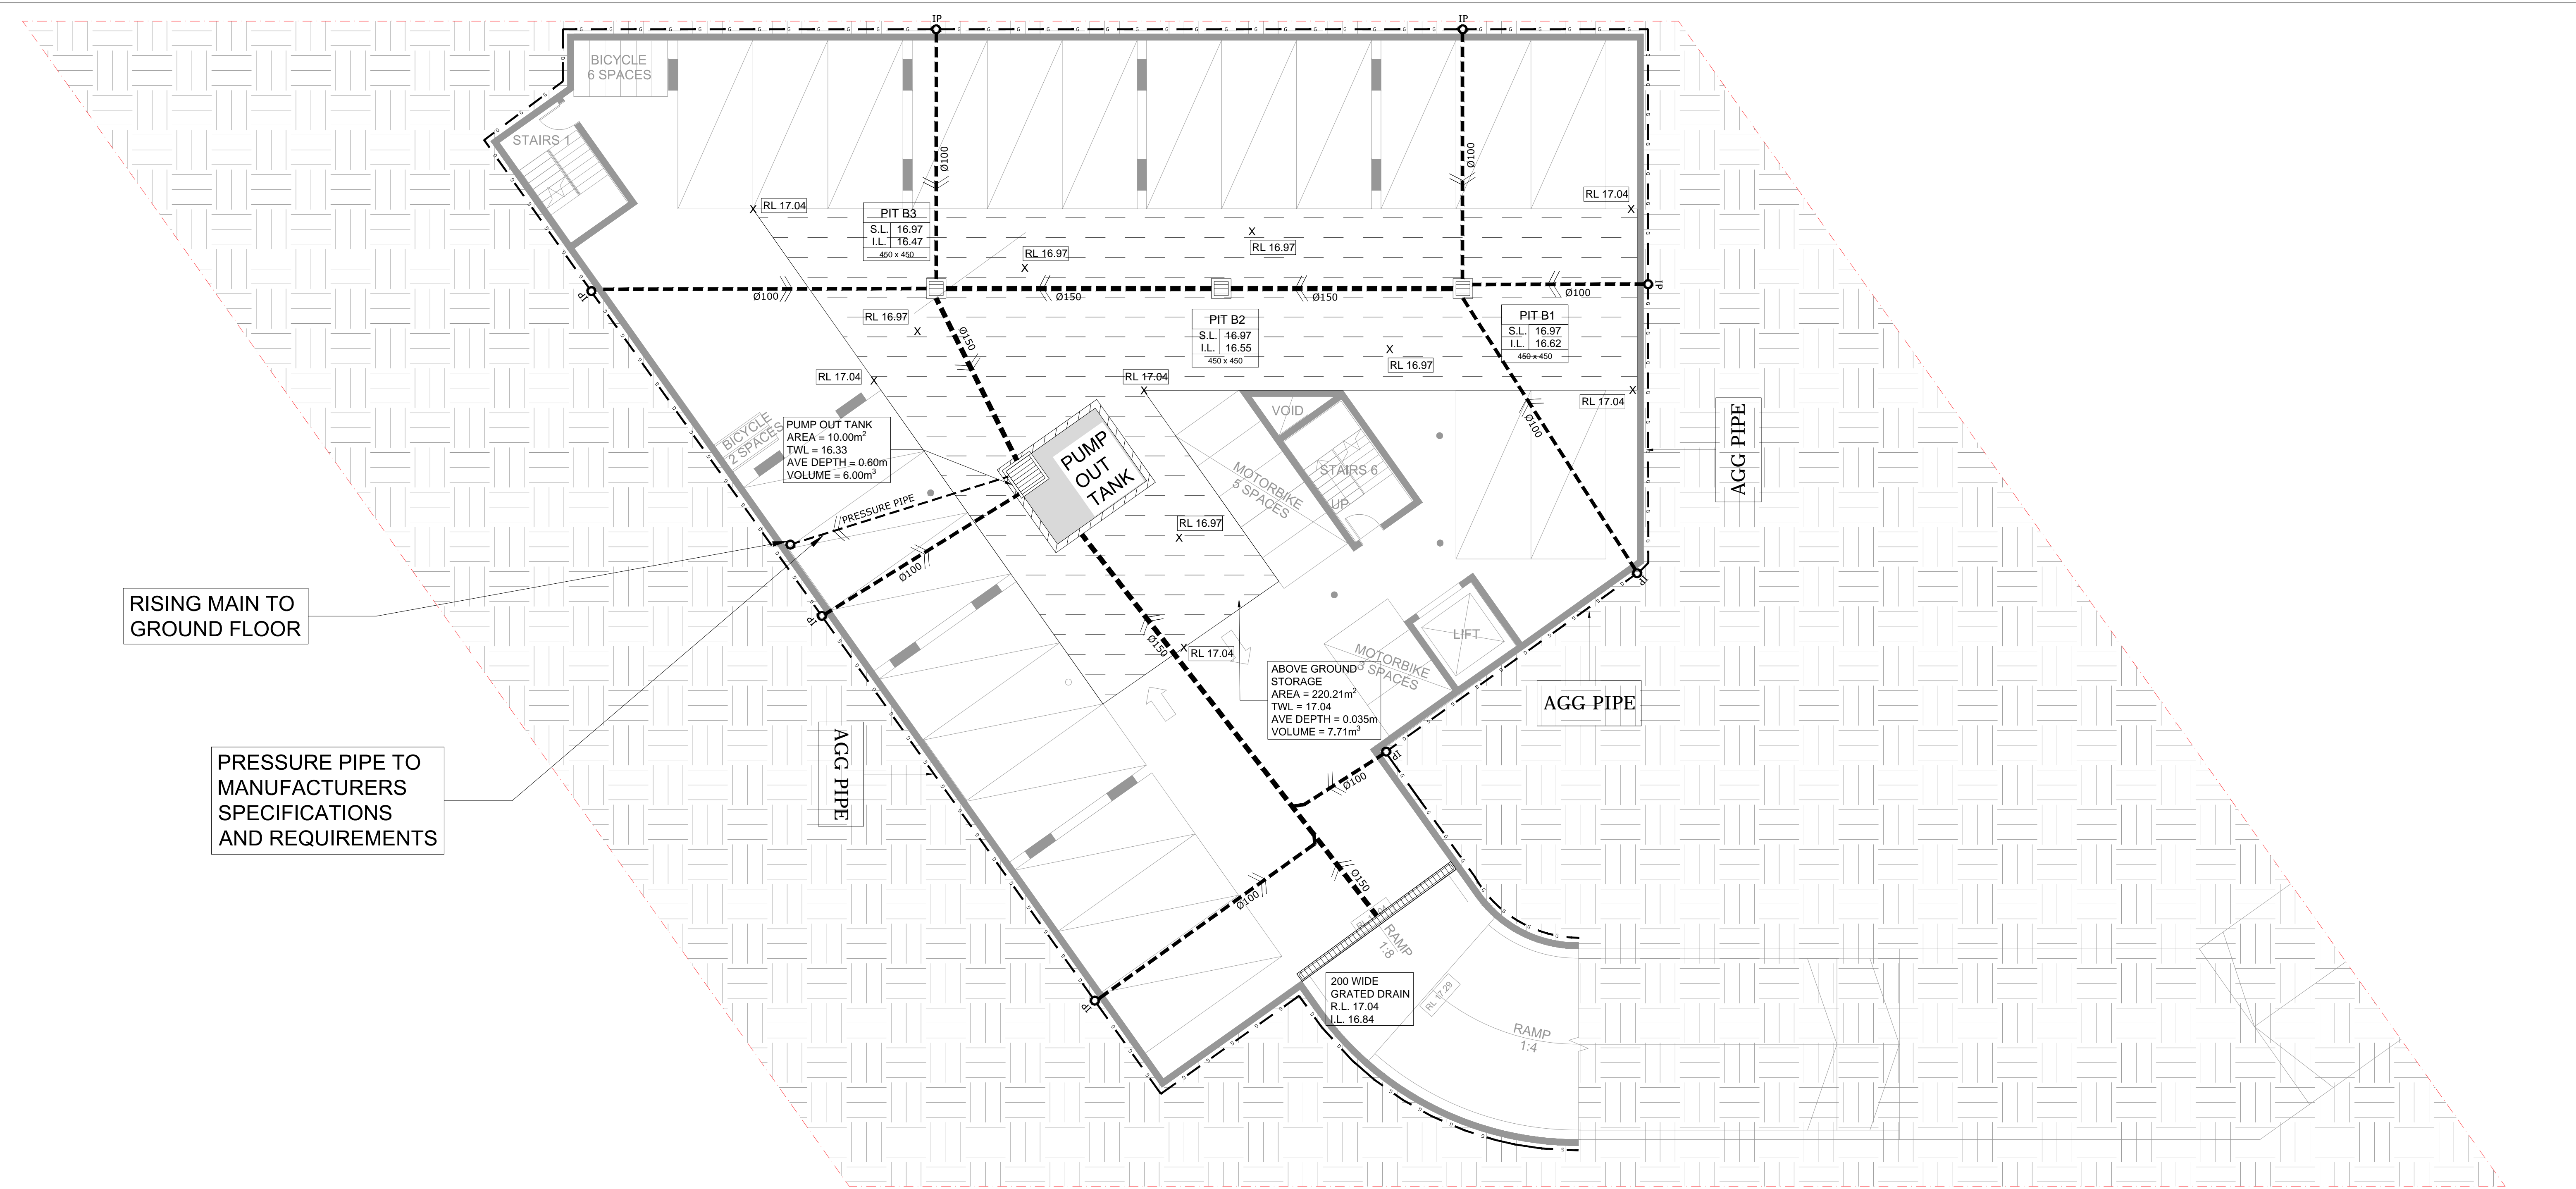 IP
IP
BICYCLE
6 SPACES
STAIRS 1
Ø100
Ø100
RL 17.04
RL 17.04
PIT B3
S.L. 16.97
I.L. 16.47
450 x 450
RL 16.97
RL 16.97
IP
Ø100
Ø150
Ø150
Ø100
IP
RL 16.97
Ø150
PIT B2
S.L. 16.97
I.L. 16.55
450 x 450
PIT B1
S.L. 16.97
I.L. 16.62
450 x 450
RL 16.97
RL 17.04
RL 17.04
RL 17.04
BICYCLE
2 SPACES
PUMP OUT TANK
AREA = 10.00m²
TWL = 16.33
AVE DEPTH = 0.60m
VOLUME = 6.00m³
PUMP
OUT
TANK
VOID
STAIRS 6
UP
MOTORBIKE
5 SPACES
Ø100
AGG PIPE
PRESSURE PIPE
RL 16.97
Ø100
IP
IP
RISING MAIN TO
GROUND FLOOR
Ø150
RL 17.04
LIFT
MOTORBIKE
3 SPACES
ABOVE GROUND
STORAGE
AREA = 220.21m²
TWL = 17.04
AVE DEPTH = 0.035m
VOLUME = 7.71m³
AGG PIPE
AGG PIPE
PRESSURE PIPE TO
MANUFACTURERS
SPECIFICATIONS
AND REQUIREMENTS
IP
Ø100
Ø150
Ø100
RAMP
1:8
IP
200 WIDE
GRATED DRAIN
R.L. 17.04
I.L. 16.84
RL 17.29
RAMP
1:4